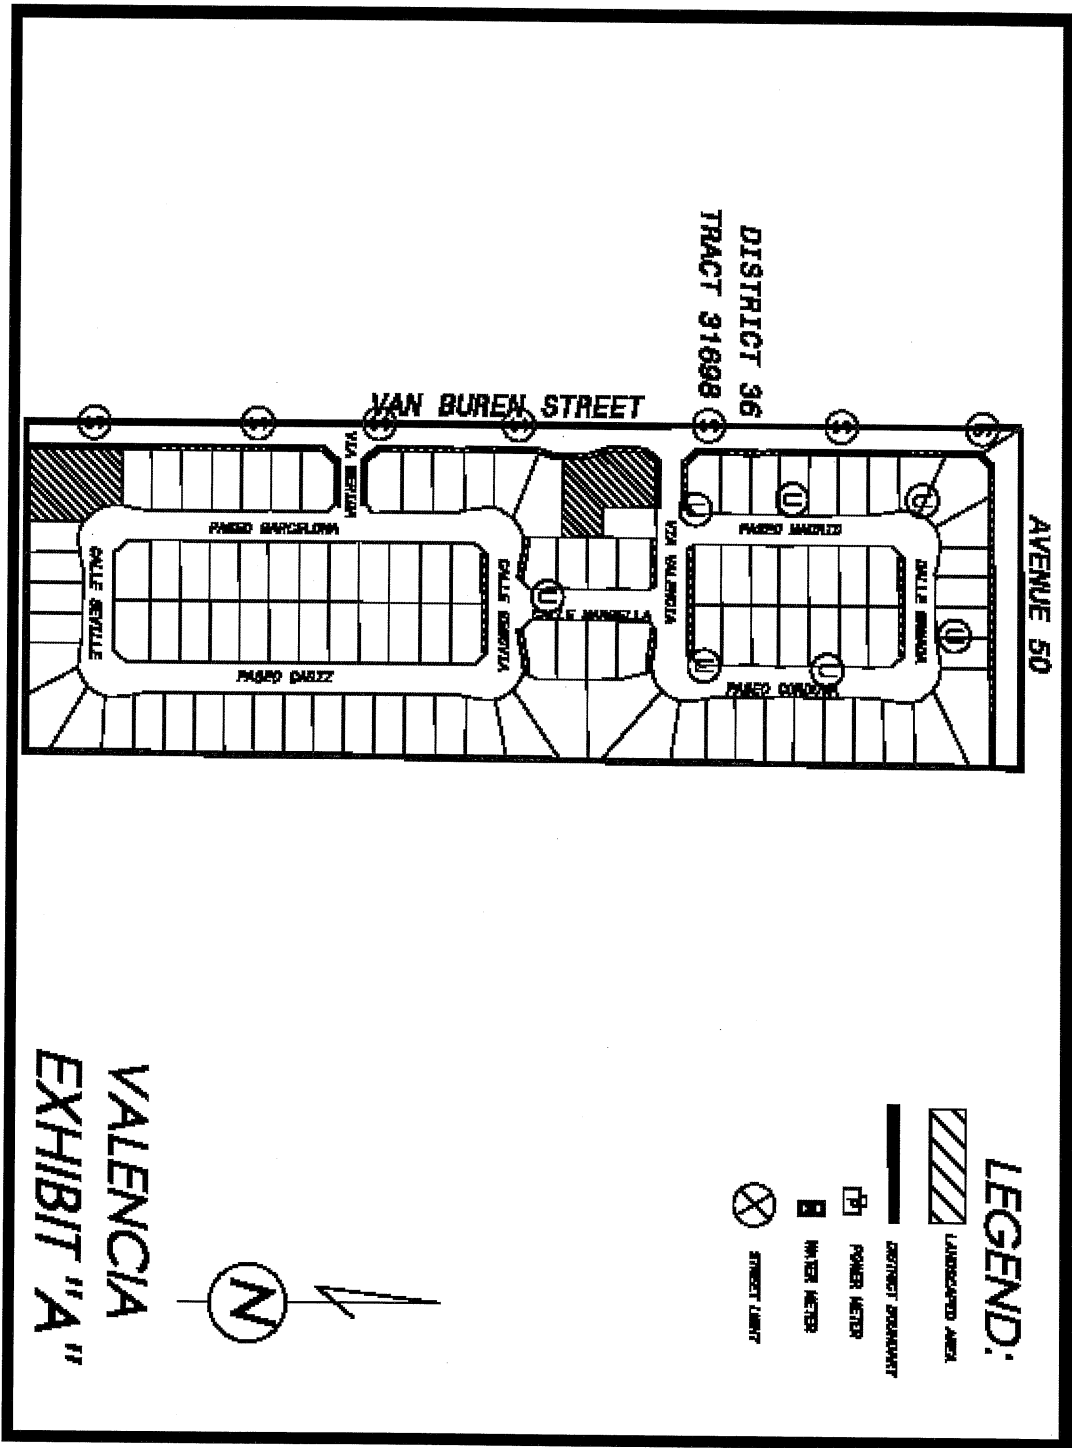 DISTRICT 36
TRACT 31698
VAN BUREN STREET
AVENUE 50
VIA MERIDA
PASEO BARCELONA
CALLE SEVILLE
CALLE SEGOVIA
PASEO CADIZ
CALLE MARBELLA
VIA VALENCIA
PASEO MADRID
CALLE GRANADA
PASEO CORDOVA
LEGEND:
LANDSCAPED AREA
DISTRICT BOUNDARY
P
POWER METER
WATER METER
STREET LIGHT
N
VALENCIA
EXHIBIT "A"